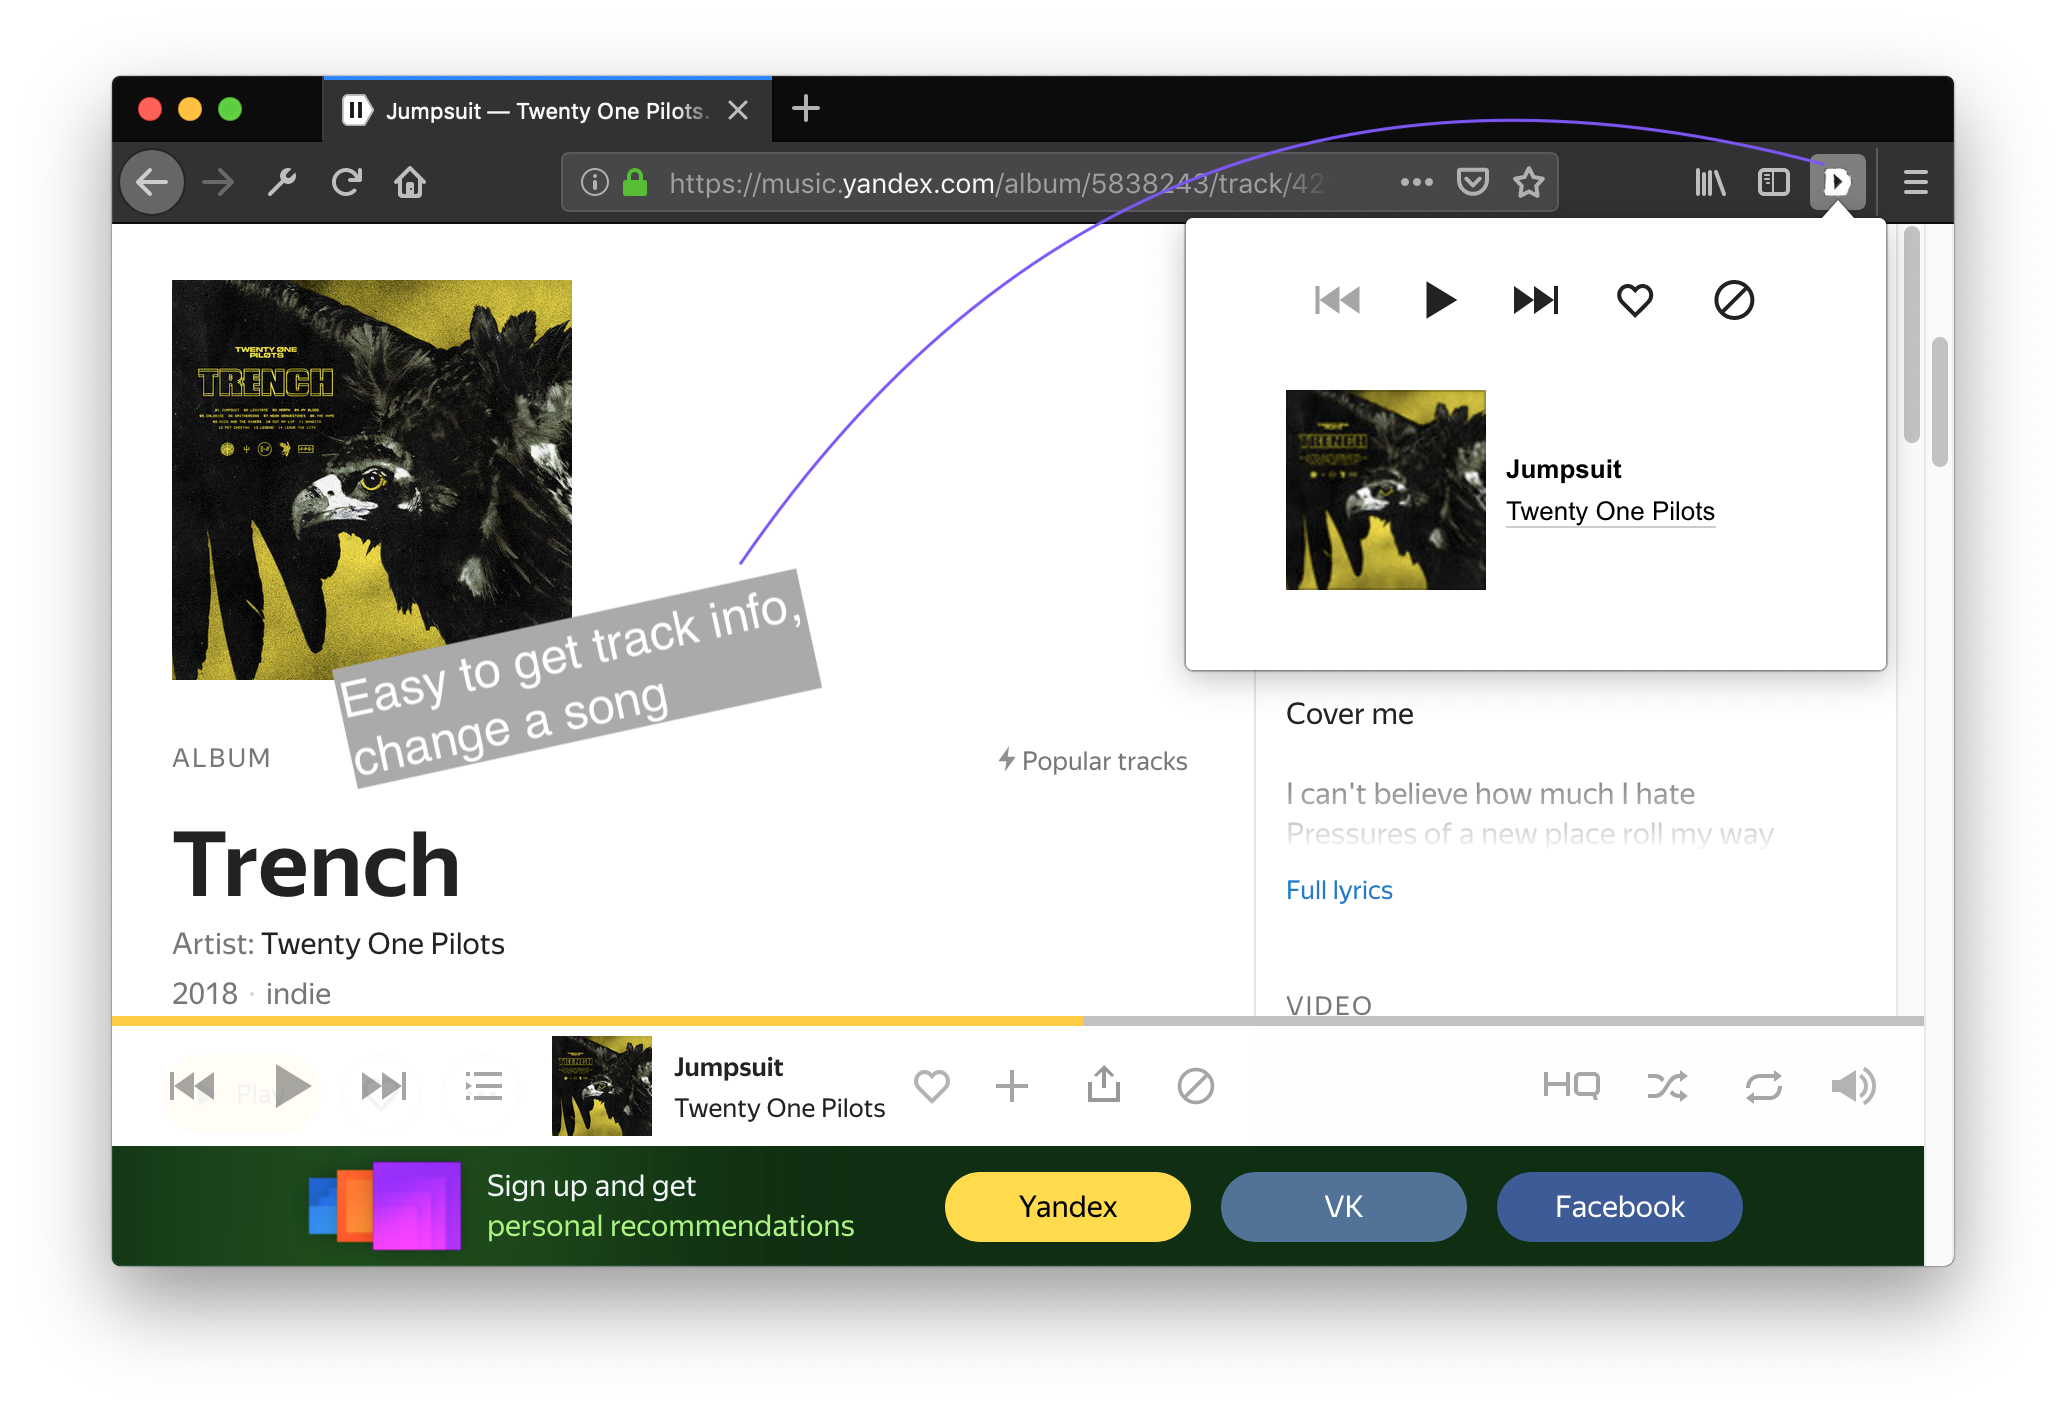 Jumpsuit — Twenty One Pilots.
https://music.yandex.com/album/5838243/track/42
TWENTY ØNE
PILØTS
TRENCH
Jumpsuit
Twenty One Pilots
Easy to get track info,
change a song
ALBUM
Popular tracks
Trench
Artist: Twenty One Pilots
2018 · indie
Cover me
I can't believe how much I hate
Pressures of a new place roll my way
Full lyrics
VIDEO
Play
Jumpsuit
Twenty One Pilots
HQ
Sign up and get
personal recommendations
Yandex
VK
Facebook